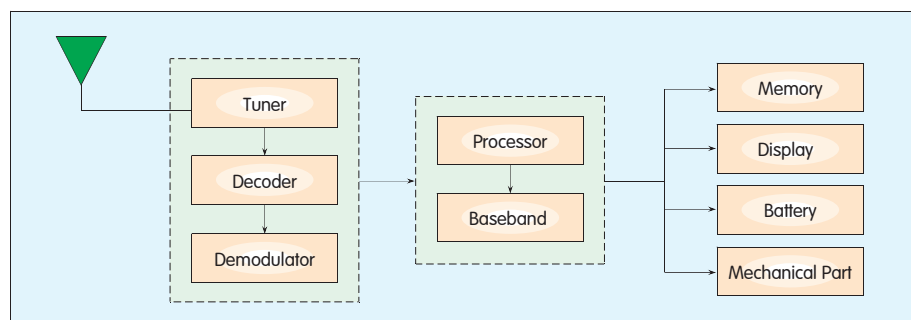 Tuner
Decoder
Demodulator
Processor
Baseband
Memory
Display
Battery
Mechanical Part